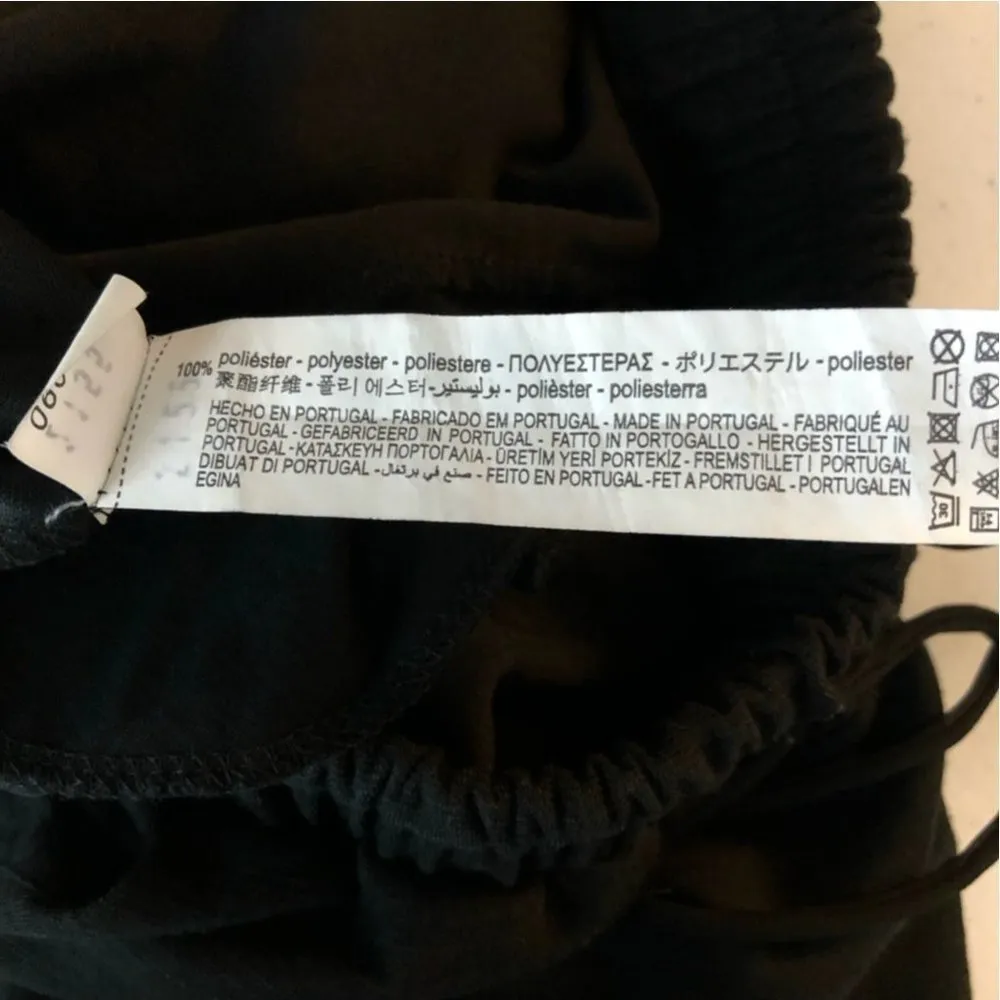 100% poliéster - polyester - poliestere - ΠΟΛΥΕΣΤΕΡΑΣ - ポリエステル - poliester
聚酯纤维 - 폴리 에스터 - بوليستير - polièster - poliesterra
HECHO EN PORTUGAL - FABRICADO EM PORTUGAL - MADE IN PORTUGAL - FABRIQUÉ AU
PORTUGAL - GEFABRICEERD IN PORTUGAL - FATTO IN PORTOGALLO - HERGESTELLT IN
PORTUGAL - ΚΑΤΑΣΚΕΥΗ ΠΟΡΤΟΓΑΛΙΑ - ÜRETİM YERİ PORTEKİZ - FREMSTILLET I PORTUGAL
DIBUAT DI PORTUGAL - صنع في برتغال - FEITO EN PORTUGAL - FET A PORTUGAL - PORTUGALEN
EGINA